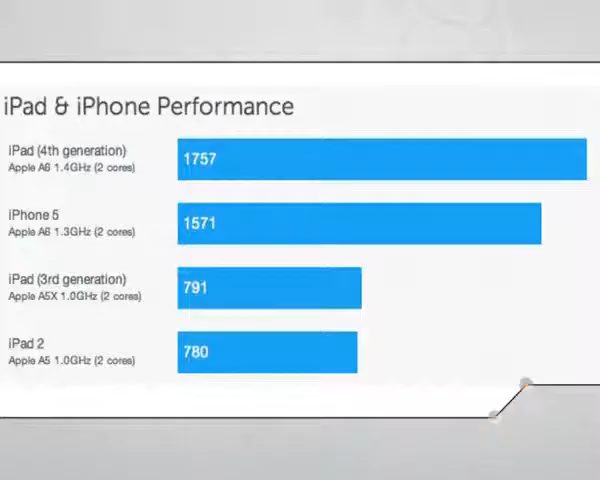 iPad & iPhone Performance
iPad (4th generation)
Apple A6 1.4GHz (2 cores)
1757
iPhone 5
Apple A6 1.3GHz (2 cores)
1571
iPad (3rd generation)
Apple A5X 1.0GHz (2 cores)
791
iPad 2
Apple A5 1.0GHz (2 cores)
780